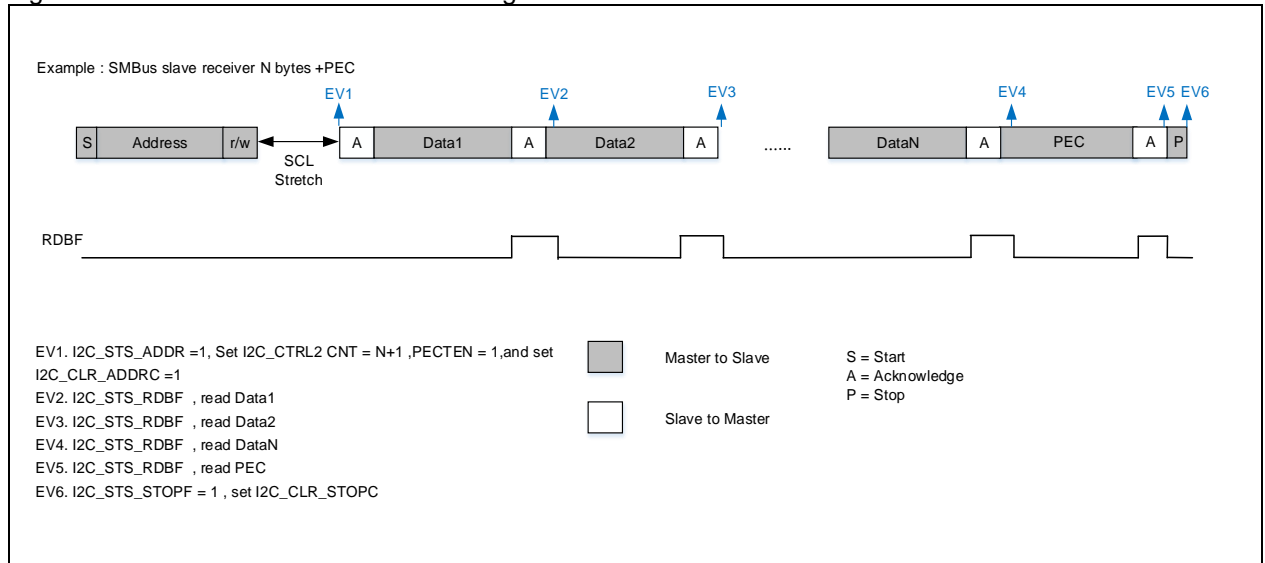 Example : SMBus slave receiver N bytes +PEC
EV1 EV2 EV3 EV4 EV5 EV6
S Address r/w A Data1 A Data2 A ...... DataN A PEC A P
SCL
Stretch
RDBF
EV1. I2C_STS_ADDR =1, Set I2C_CTRL2 CNT = N+1 ,PECTEN = 1,and set
I2C_CLR_ADDRC =1
EV2. I2C_STS_RDBF , read Data1
EV3. I2C_STS_RDBF , read Data2
EV4. I2C_STS_RDBF , read DataN
EV5. I2C_STS_RDBF , read PEC
EV6. I2C_STS_STOPF = 1 , set I2C_CLR_STOPC
Master to Slave
Slave to Master
S = Start
A = Acknowledge
P = Stop